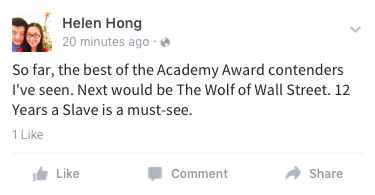 Helen Hong
20 minutes ago ·
So far, the best of the Academy Award contenders
I've seen. Next would be The Wolf of Wall Street. 12
Years a Slave is a must-see.
1 Like
Like Comment Share